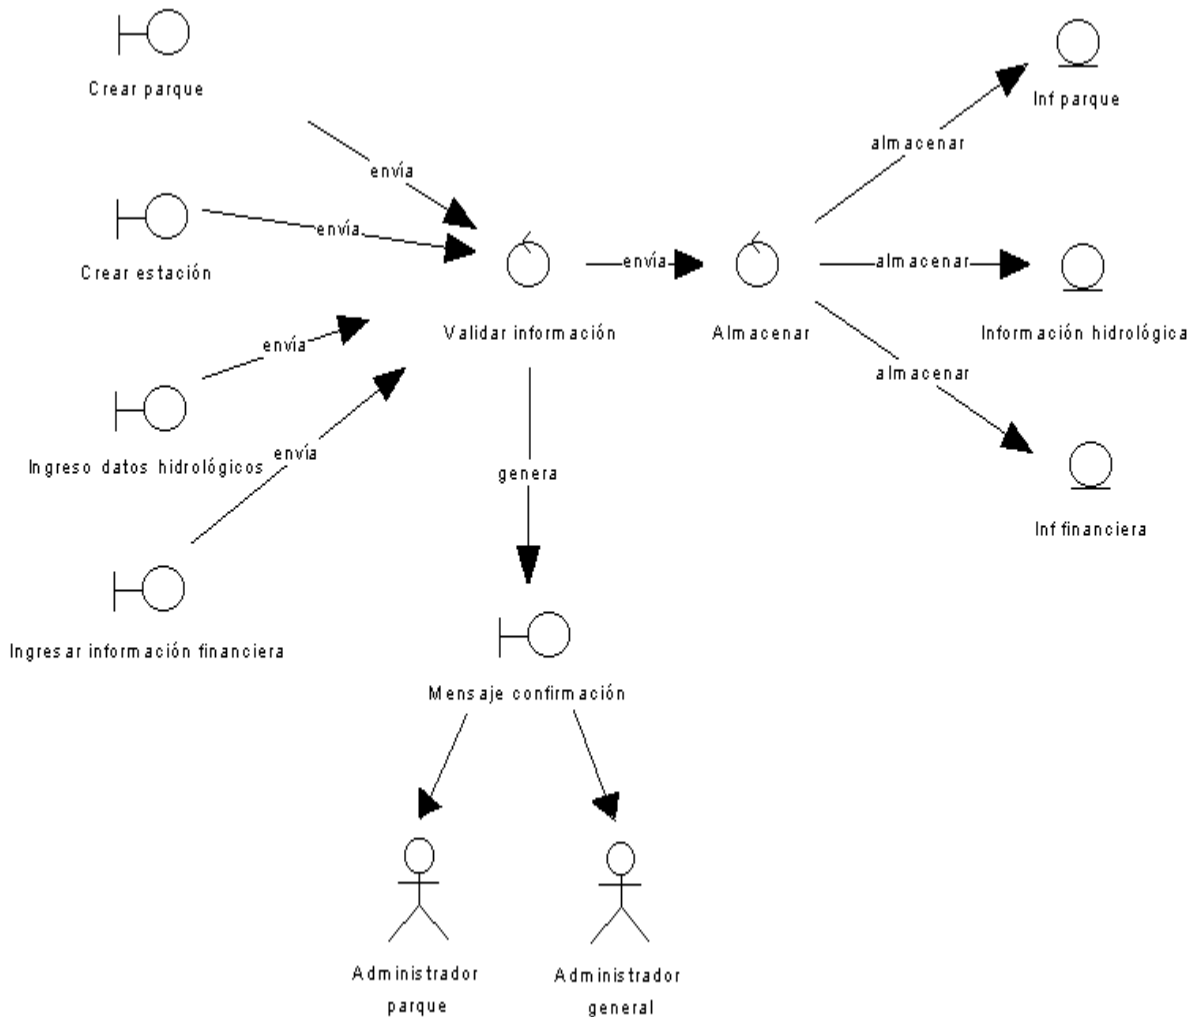 Crear parque
Inf parque
almacenar
envía
envía
Crear estación
envía
almacenar
Validar información
Almacenar
Información hidrológica
envía
almacenar
Ingreso datos hidrológicos
envía
genera
Inf financiera
Ingresar información financiera
Mensaje confirmación
Administrador
parque
Administrador
general